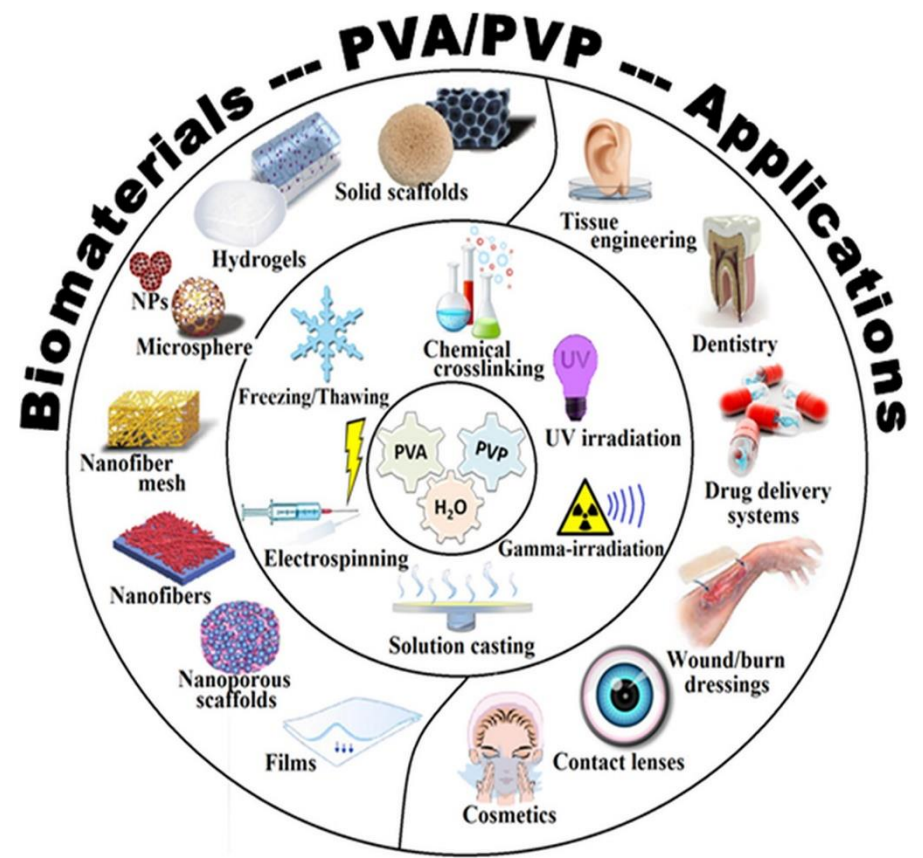 Biomaterials --- PVA/PVP --- Applications
Solid scaffolds
Hydrogels
NPs
Microsphere
Nanofiber
mesh
Nanofibers
Nanoporous
scaffolds
Films
Tissue
engineering
Dentistry
Drug delivery
systems
Wound/burn
dressings
Contact lenses
Cosmetics
Chemical
crosslinking
Freezing/Thawing
UV
UV irradiation
Electrospinning
Gamma-irradiation
Solution casting
PVA
PVP
H₂O